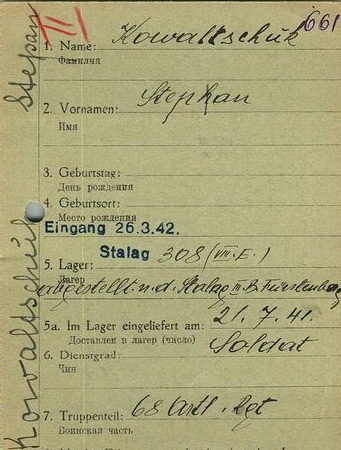 III
661
1. Name: Kowaltschuk
Фамилия
2. Vornamen: Stephan
Имя
3. Geburtstag:
День рождения
4. Geburtsort:
Место рождения
Eingang 26.3.42.
Stalag 308 (VIII.E.)
5. Lager:
Лагерь
abgestellt. n. d. Stalag III B Fürstenberg
5a. Im Lager eingeliefert am: 21.7.41.
Доставлен в лагерь (число)
6. Dienstgrad: Soldat
Чин
7. Truppenteil: 68 Artl. Rgt
Воинская часть
Kowaltschuk Stepan